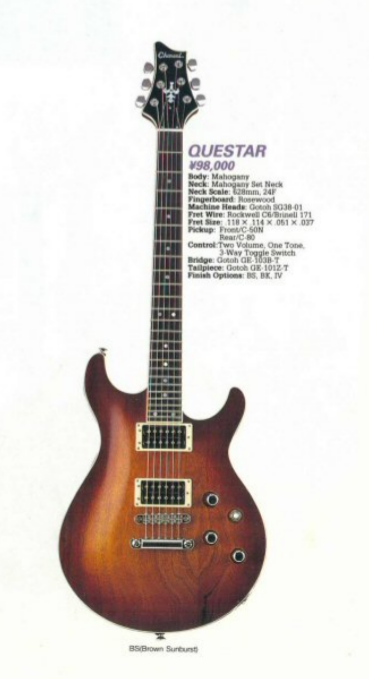 Charvel
QUESTAR
¥98,000
Body: Mahogany
Neck: Mahogany Set Neck
Neck Scale: 628mm, 24F
Fingerboard: Rosewood
Machine Heads: Gotoh SG38-01
Fret Wire: Rockwell C6/Brinell 171
Fret Size: .118 × .114 × .051 × .037
Pickup: Front/C-50N
Rear/C-80
Control:Two Volume, One Tone,
3-Way Toggle Switch
Bridge: Gotoh GE-103B-T
Tailpiece: Gotoh GE-101Z-T
Finish Options: BS, BK, IV
BS(Brown Sunburst)